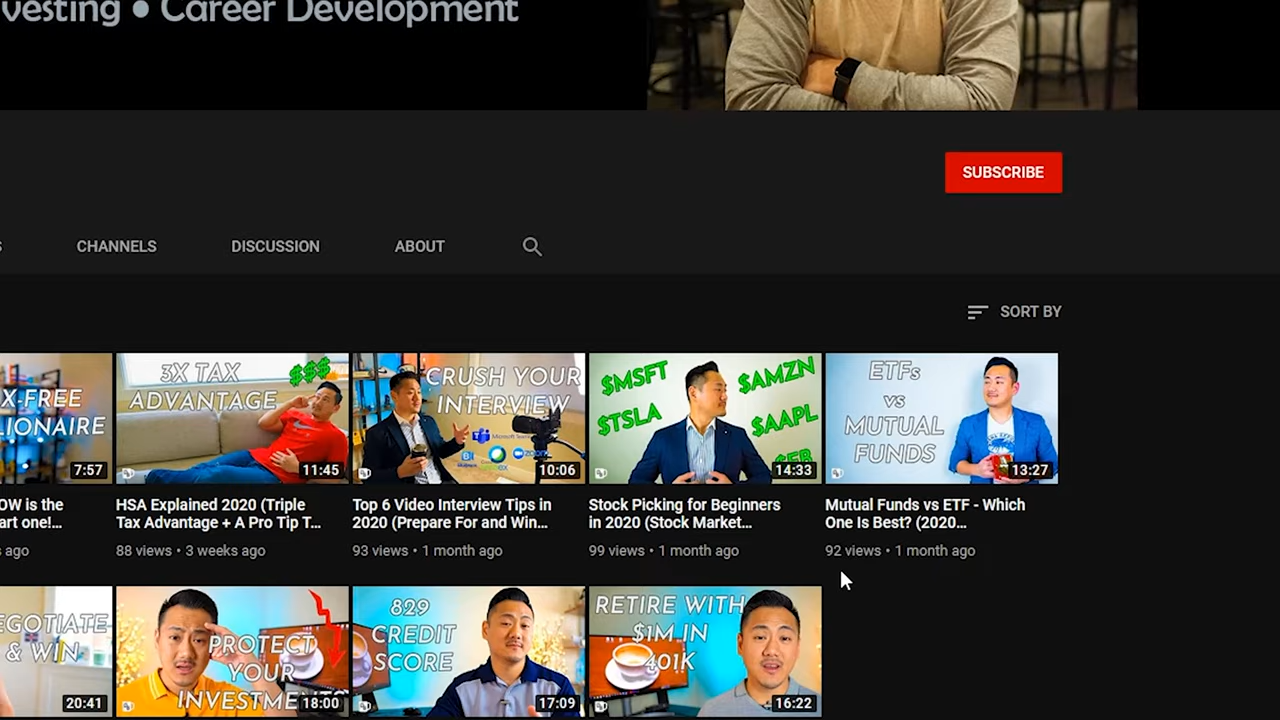 vesting ● Career Development
SUBSCRIBE
S
CHANNELS
DISCUSSION
ABOUT
SORT BY
X-FREE
LIONAIRE
7:57
3X TAX
ADVANTAGE
$$$
11:45
CRUSH YOUR
INTERVIEW
Microsoft Teams
zoom
10:06
$MSFT
$AMZN
$TSLA
$AAPL
$FB
14:33
ETFs
vs
MUTUAL
FUNDS
13:27
OW is the
art one!...
s ago
HSA Explained 2020 (Triple
Tax Advantage + A Pro Tip T...
88 views • 3 weeks ago
Top 6 Video Interview Tips in
2020 (Prepare For and Win...
93 views • 1 month ago
Stock Picking for Beginners
in 2020 (Stock Market...
99 views • 1 month ago
Mutual Funds vs ETF - Which
One Is Best? (2020...
92 views • 1 month ago
EGOTIATE
& WIN
20:41
PROTECT
YOUR
INVESTMENTS
18:00
829
CREDIT
SCORE
17:09
RETIRE WITH
$1M IN
401K
16:22